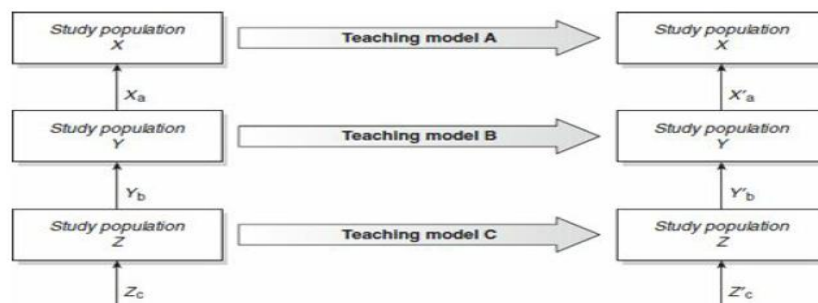 Study population
X
Teaching model A
Study population
X
Xa
X'a
Study population
Y
Teaching model B
Study population
Y
Yb
Y'b
Study population
Z
Teaching model C
Study population
Z
Zc
Z'c